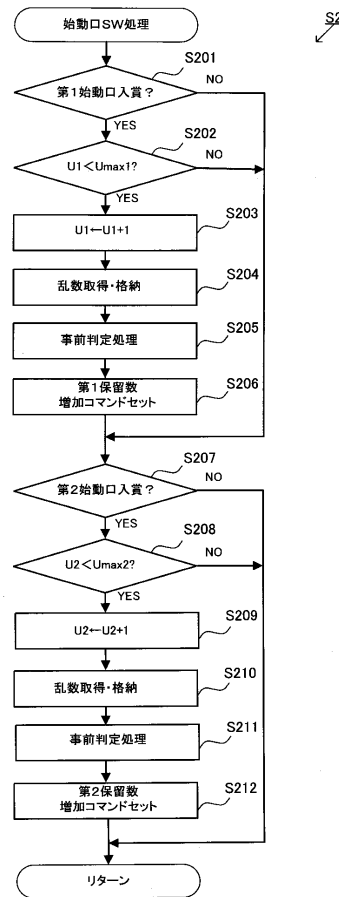 始動口SW処理
S2
S201
第1始動口入賞?
NO
YES
S202
U1<Umax1?
NO
YES
S203
U1←U1+1
S204
乱数取得・格納
S205
事前判定処理
S206
第1保留数
増加コマンドセット
S207
第2始動口入賞?
NO
YES
S208
U2<Umax2?
NO
YES
S209
U2←U2+1
S210
乱数取得・格納
S211
事前判定処理
S212
第2保留数
増加コマンドセット
リターン